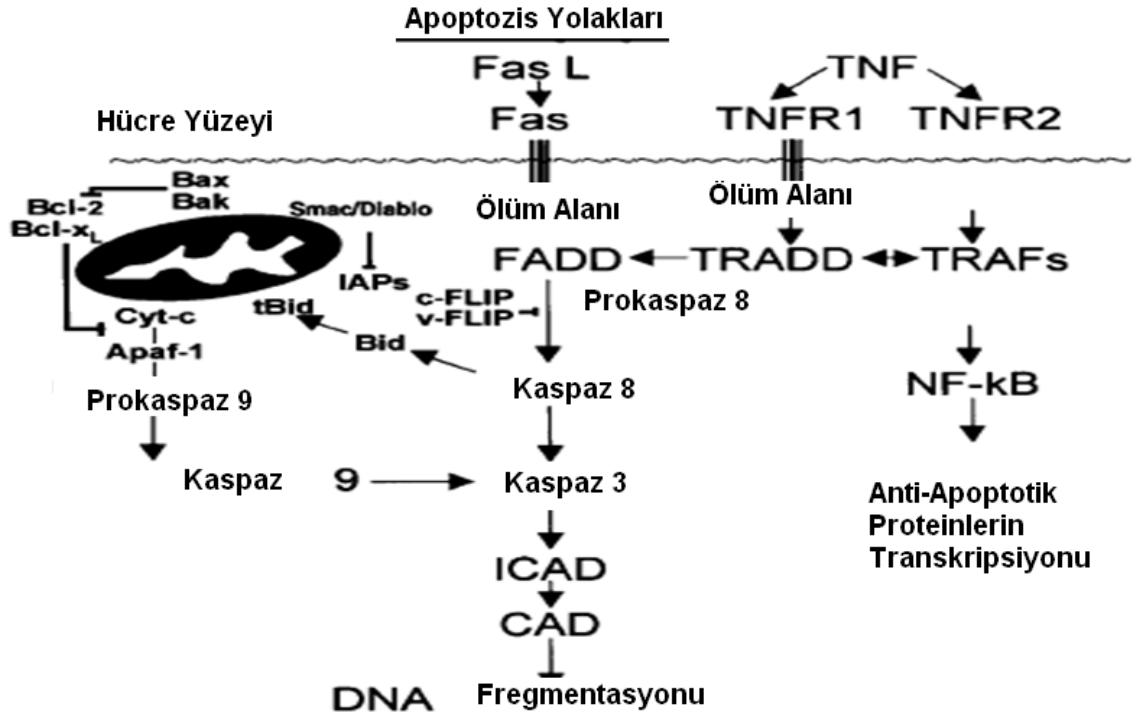 Apoptozis Yolakları
Fas L
TNF
Hücre Yüzeyi
Fas
TNFR1
TNFR2
Bax
Bak
Bcl-2
Bcl-xL
Smac/Diablo
Ölüm Alanı
Ölüm Alanı
IAPs
FADD
TRADD
TRAFs
Prokaspaz 8
c-FLIP
v-FLIP
Cyt-c
tBid
Apaf-1
Bid
Prokaspaz 9
Kaspaz 8
NF-kB
Kaspaz 9
Kaspaz 3
Anti-Apoptotik
Proteinlerin
Transkripsiyonu
ICAD
CAD
DNA Fregmentasyonu